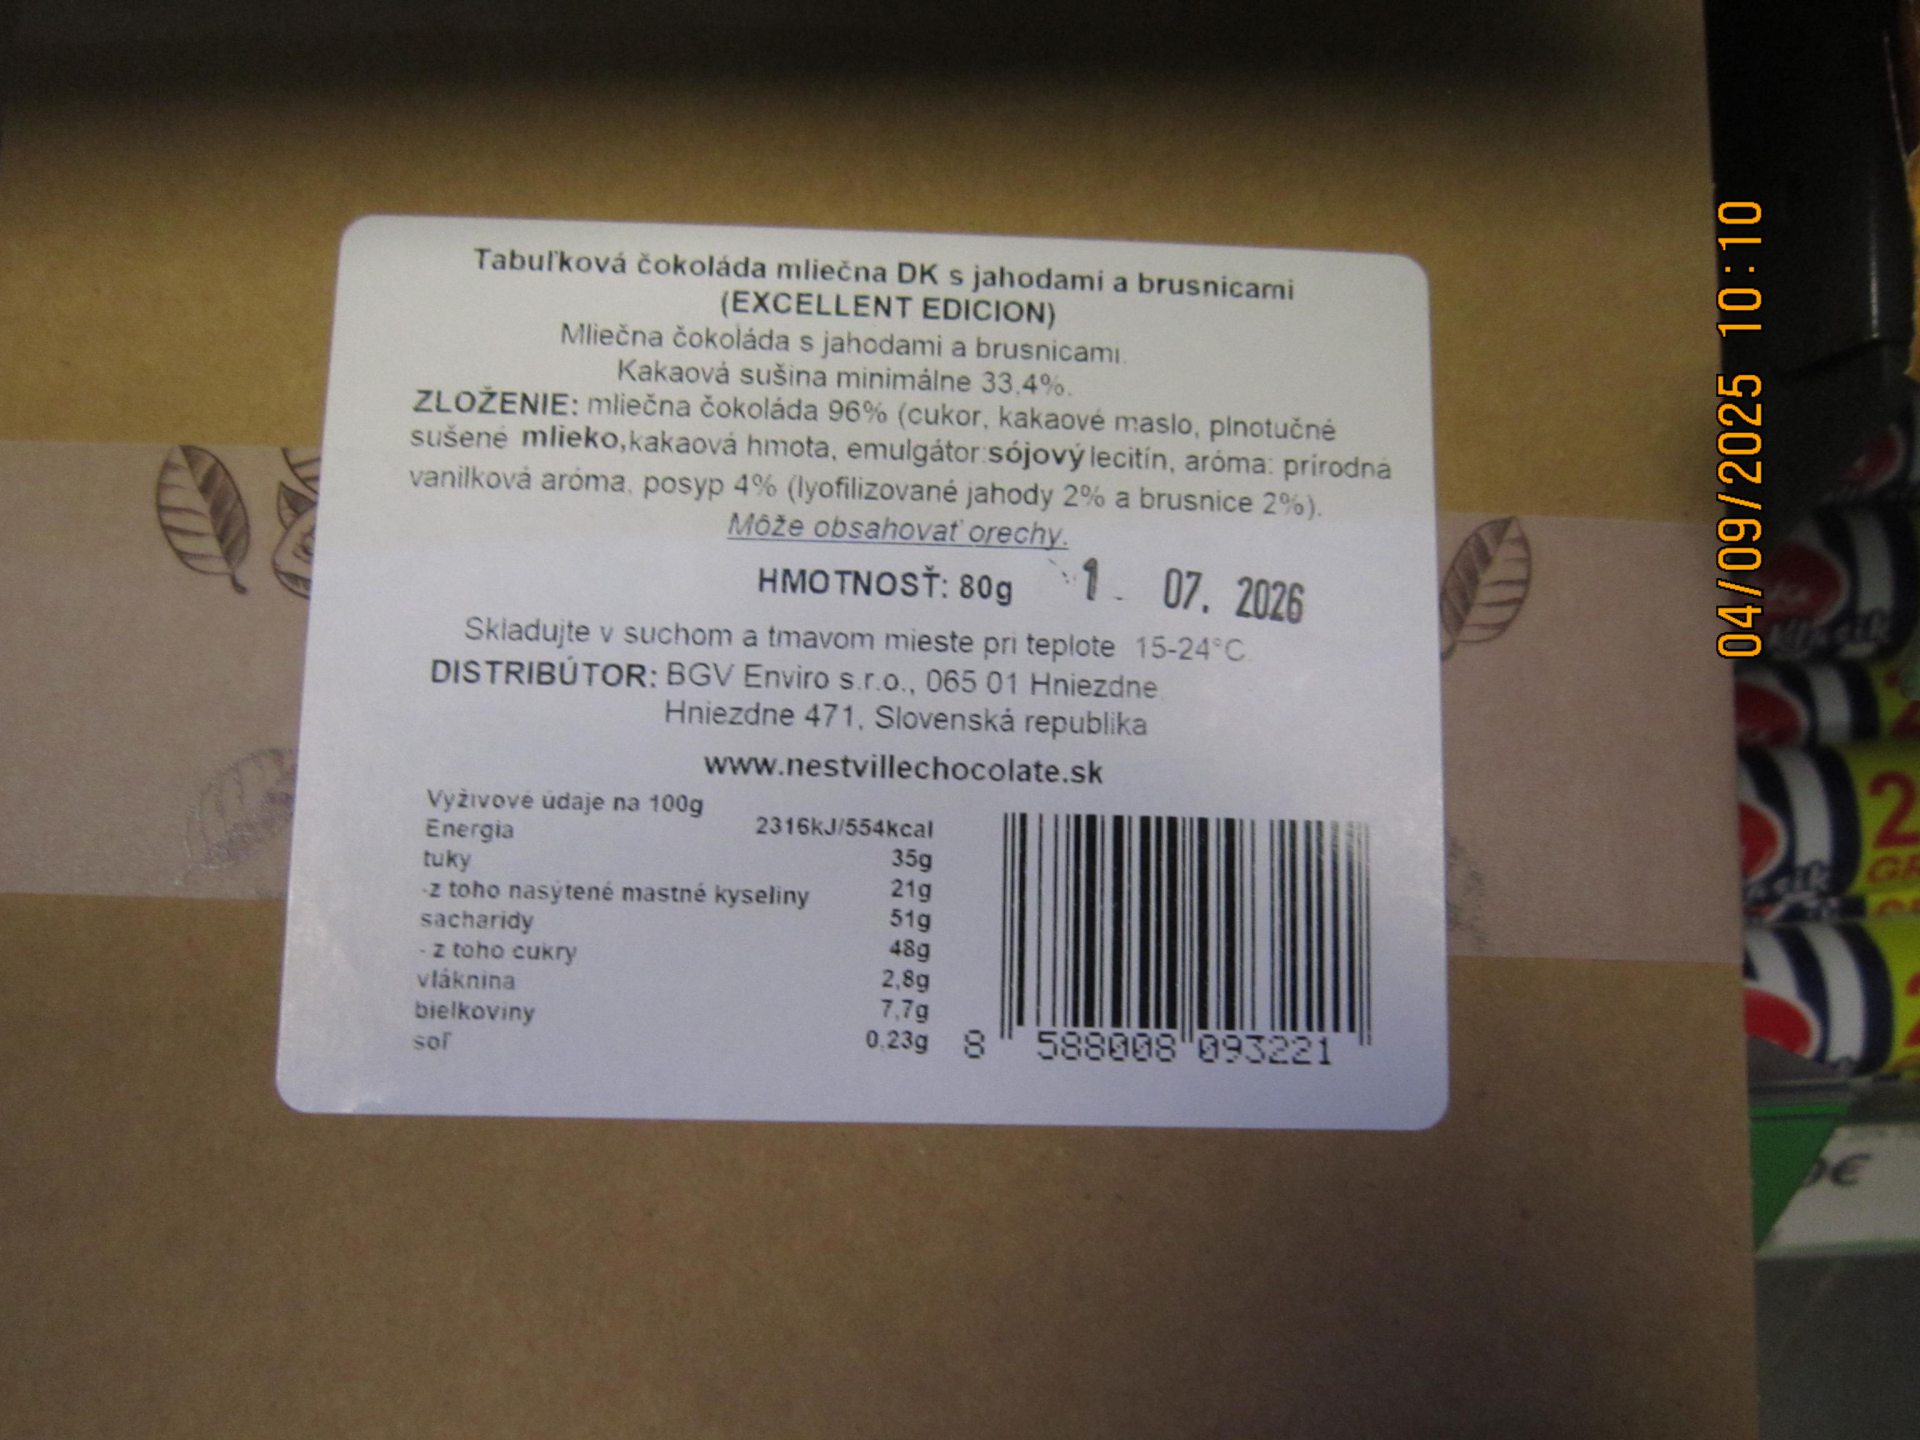 Tabuľková čokoláda mliečna DK s jahodami a brusnicami
(EXCELLENT EDICION)
Mliečna čokoláda s jahodami a brusnicami.
Kakaová sušina minimálne 33,4%.
ZLOŽENIE: mliečna čokoláda 96% (cukor, kakaové maslo, plnotučné
sušené mlieko,kakaová hmota, emulgátor:sójový lecitín, aróma: prírodná
vanilková aróma, posyp 4% (lyofilizované jahody 2% a brusnice 2%).
Môže obsahovať orechy.
HMOTNOSŤ: 80g 1. 07. 2026
Skladujte v suchom a tmavom mieste pri teplote 15-24°C.
DISTRIBÚTOR: BGV Enviro s.r.o., 065 01 Hniezdne
Hniezdne 471, Slovenská republika
www.nestvillechocolate.sk
Vyživové údaje na 100g
Energia 2316kJ/554kcal
tuky 35g
-z toho nasýtené mastné kyseliny 21g
sacharidy 51g
- z toho cukry 48g
vláknina 2,8g
bielkoviny 7,7g
soľ 0,23g
8 588008 093221
04/09/2025 10:10
2
€